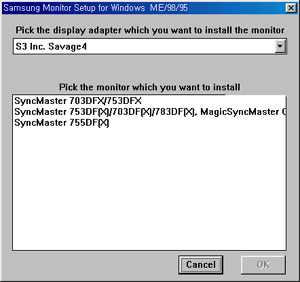 Samsung Monitor Setup for Windows ME/98/95
Pick the display adapter which you want to install the monitor
S3 Inc. Savage4
Pick the monitor which you want to install
SyncMaster 703DFX/753DFX
SyncMaster 753DF(X)/703DF(X)/783DF(X), MagicSyncMaster C
SyncMaster 755DF(X)
Cancel
OK